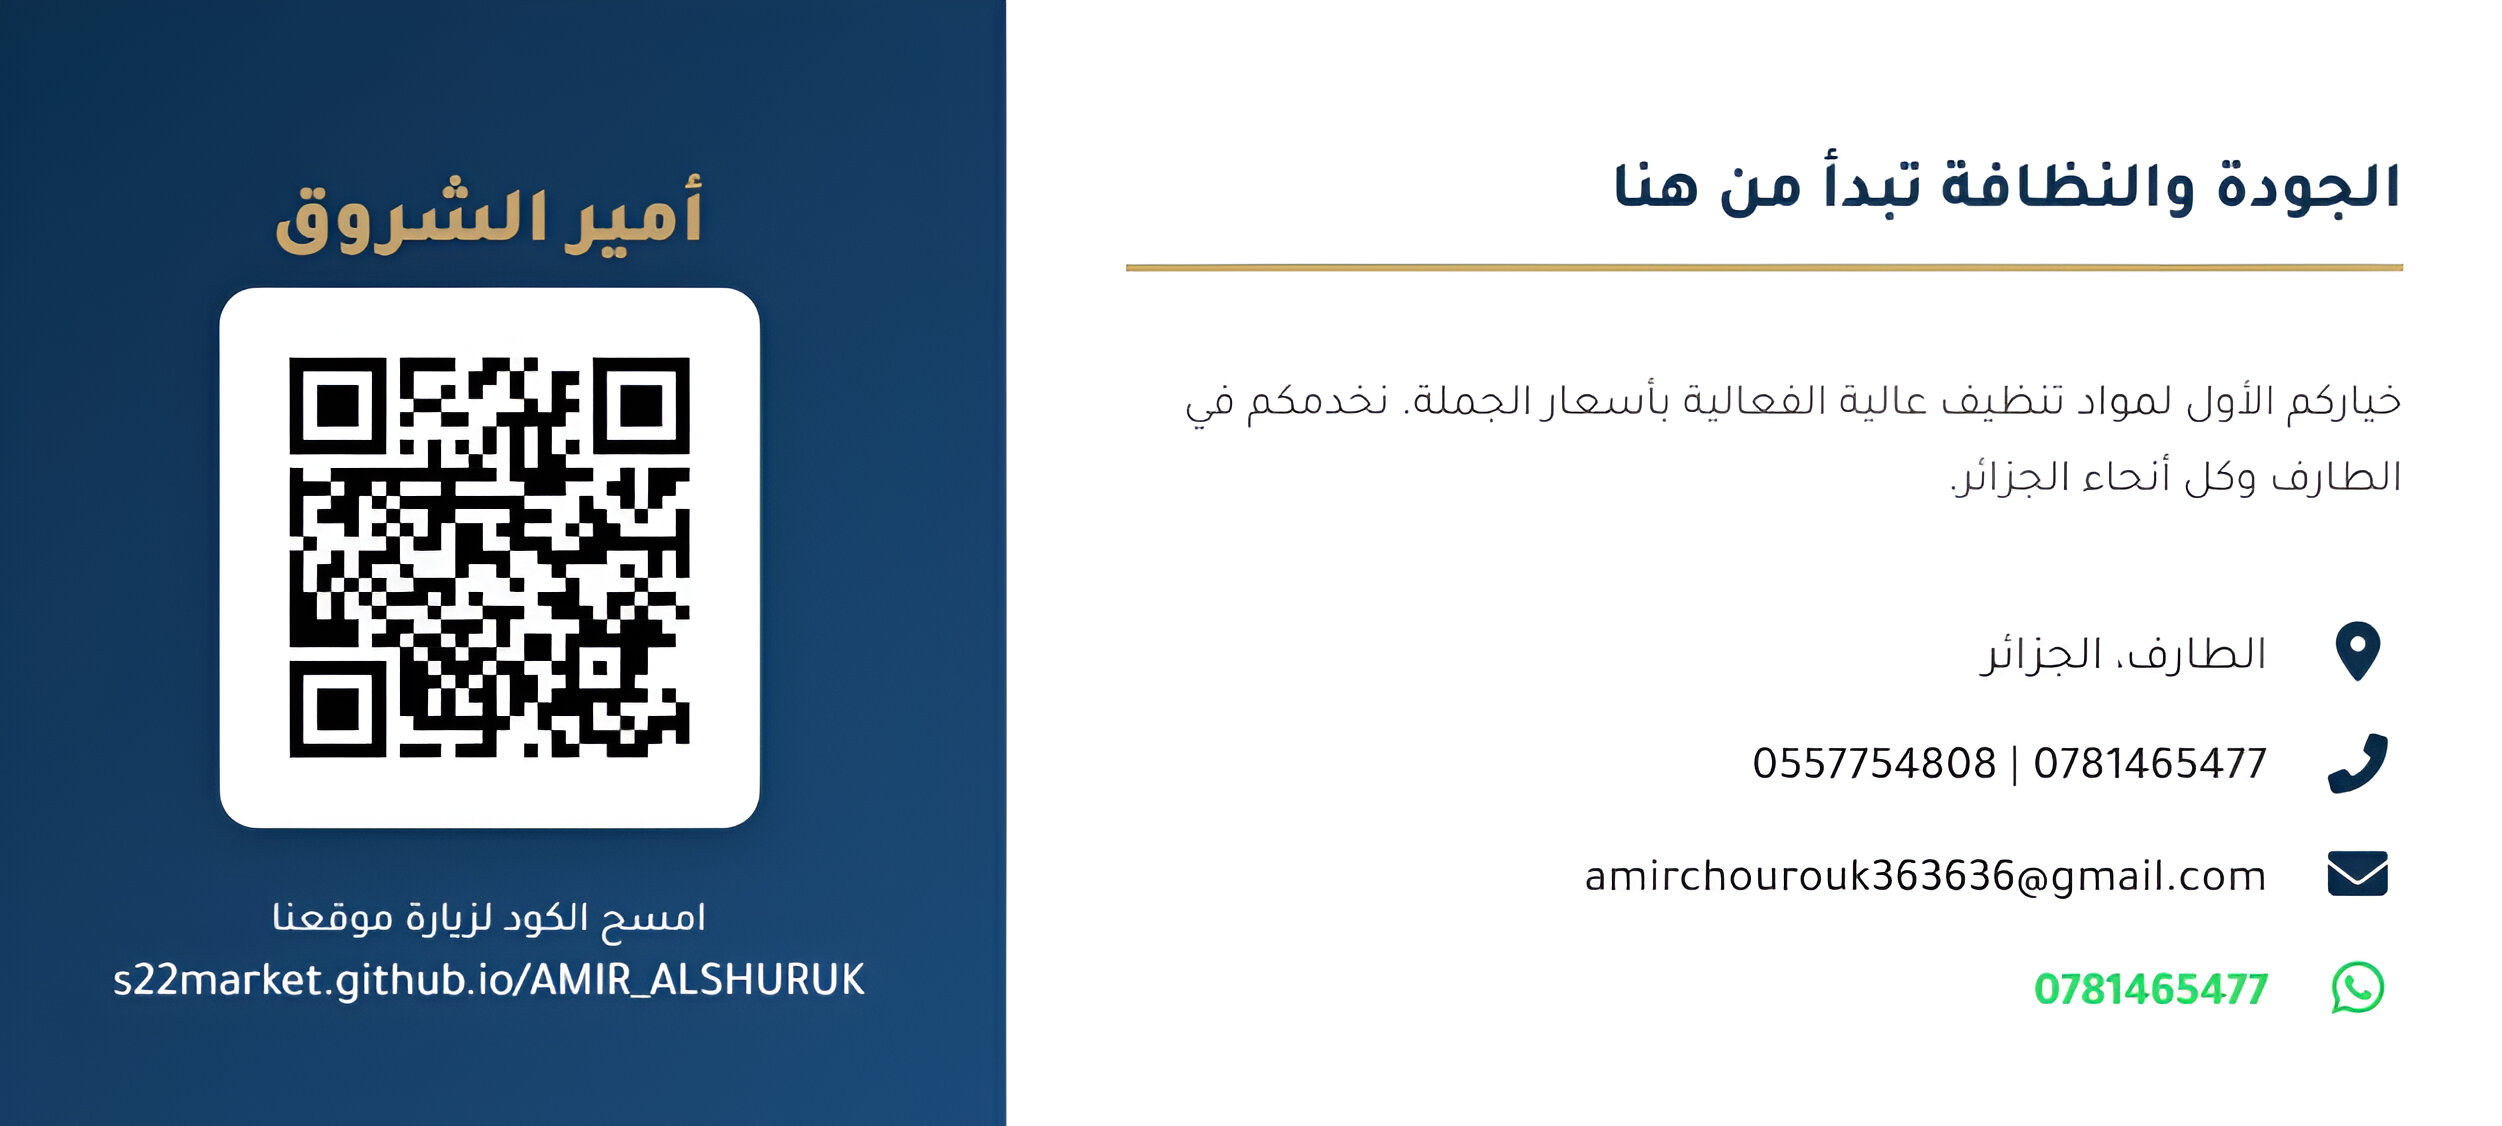 الجودة والنظافة تبدأ من هنا
خياركم الأول لمواد تنظيف عالية الفعالية بأسعار الجملة. نخدمكم في
الطارف وكل أنحاء الجزائر.
الطارف، الجزائر
0557754808 | 0781465477
amirchourouk363636@gmail.com
0781465477
أمير الشروق
امسح الكود لزيارة موقعنا
s22market.github.io/AMIR_ALSHURUK